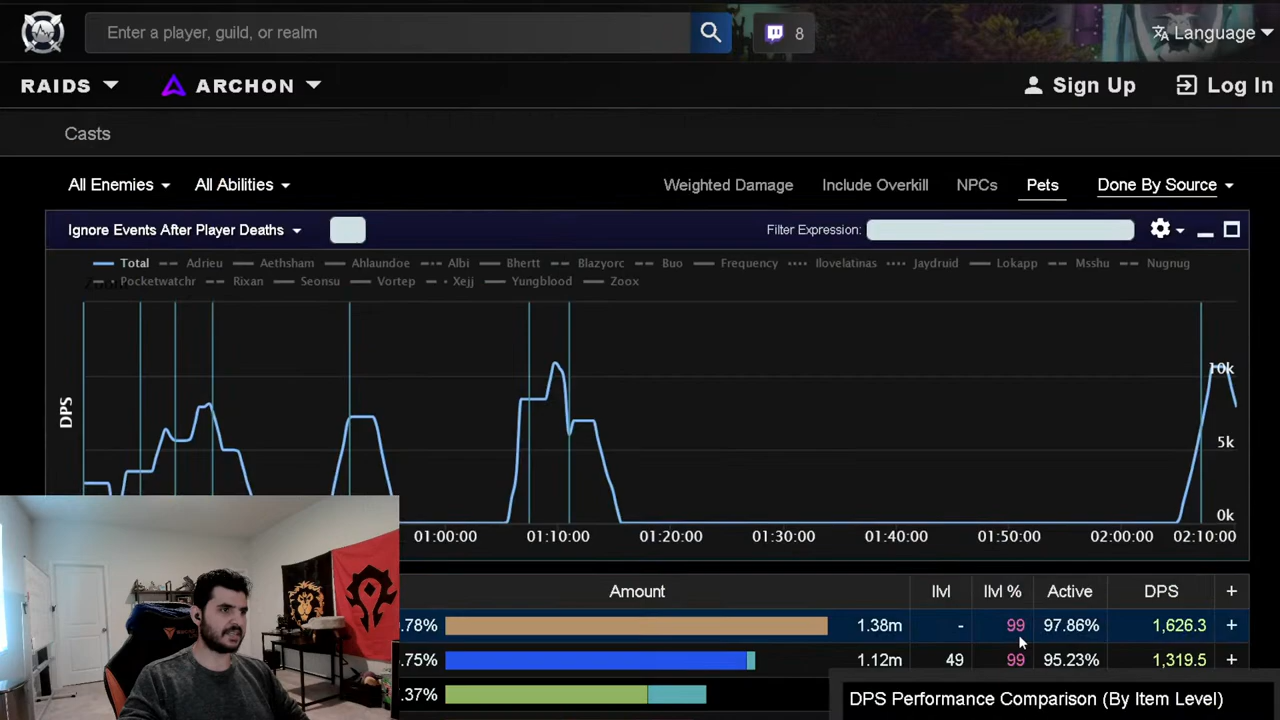 Enter a player, guild, or realm
8
Language
RAIDS
ARCHON
Sign Up
Log In
Casts
All Enemies
All Abilities
Weighted Damage
Include Overkill
NPCs
Pets
Done By Source
Ignore Events After Player Deaths
Filter Expression:
Total Adrieu Aethsham Ahlaundoe Albi Bhertt Blazyorc Buo Frequency Ilovelatinas Jaydruid Lokapp Msshu Nugnug
Pocketwatchr Rixan Seonsu Vortep Xejj Yungblood Zoox
10k
DPS
5k
0k
01:00:00 01:10:00 01:20:00 01:30:00 01:40:00 01:50:00 02:00:00 02:10:00
Amount Ilvl Ilvl % Active DPS +
.78% 1.38m - 99 97.86% 1,626.3 +
.75% 1.12m 49 99 95.23% 1,319.5 +
.37%
DPS Performance Comparison (By Item Level)